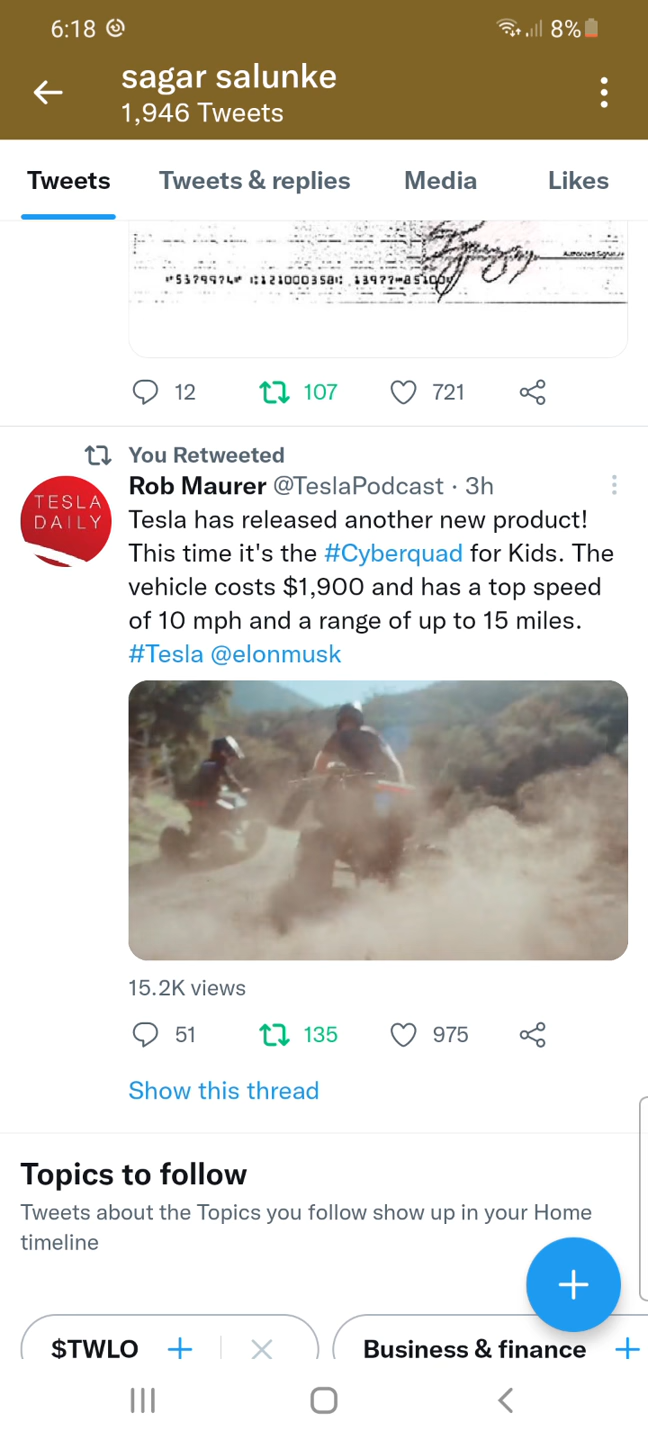 6:18 8%
sagar salunke
1,946 Tweets
Tweets Tweets & replies Media Likes
12 107 721
You Retweeted
Rob Maurer @TeslaPodcast · 3h
TESLA
DAILY
Tesla has released another new product!
This time it's the #Cyberquad for Kids. The
vehicle costs $1,900 and has a top speed
of 10 mph and a range of up to 15 miles.
#Tesla @elonmusk
15.2K views
51 135 975
Show this thread
Topics to follow
Tweets about the Topics you follow show up in your Home
timeline
$TWLO Business & finance